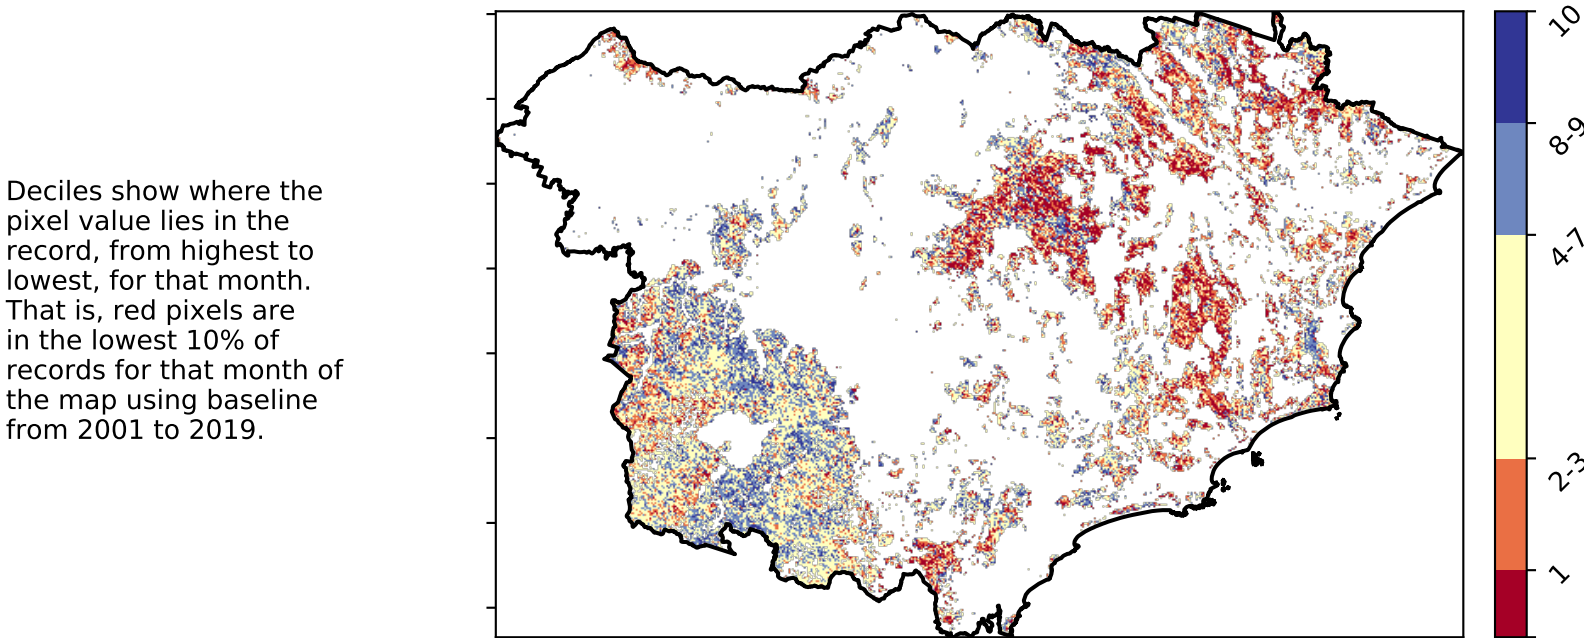 Deciles show where the
pixel value lies in the
record, from highest to
lowest, for that month.
That is, red pixels are
in the lowest 10% of
records for that month of
the map using baseline
from 2001 to 2019.
10
8-9
4-7
2-3
1